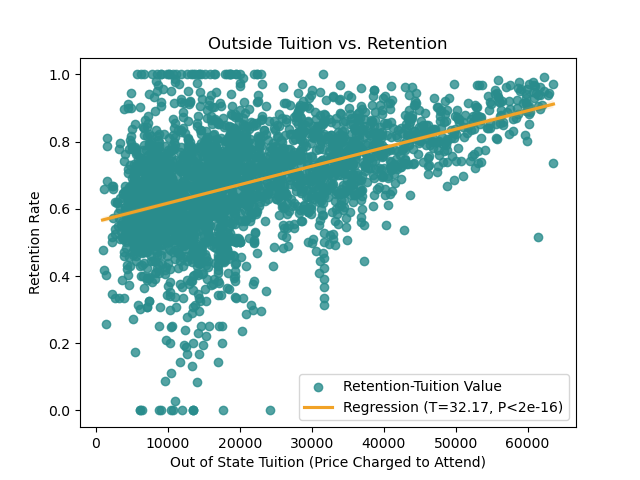 Outside Tuition vs. Retention
1.0
0.8
0.6
0.4
0.2
0.0
Retention Rate
Retention-Tuition Value
Regression (T=32.17, P<2e-16)
0
10000
20000
30000
40000
50000
60000
Out of State Tuition (Price Charged to Attend)